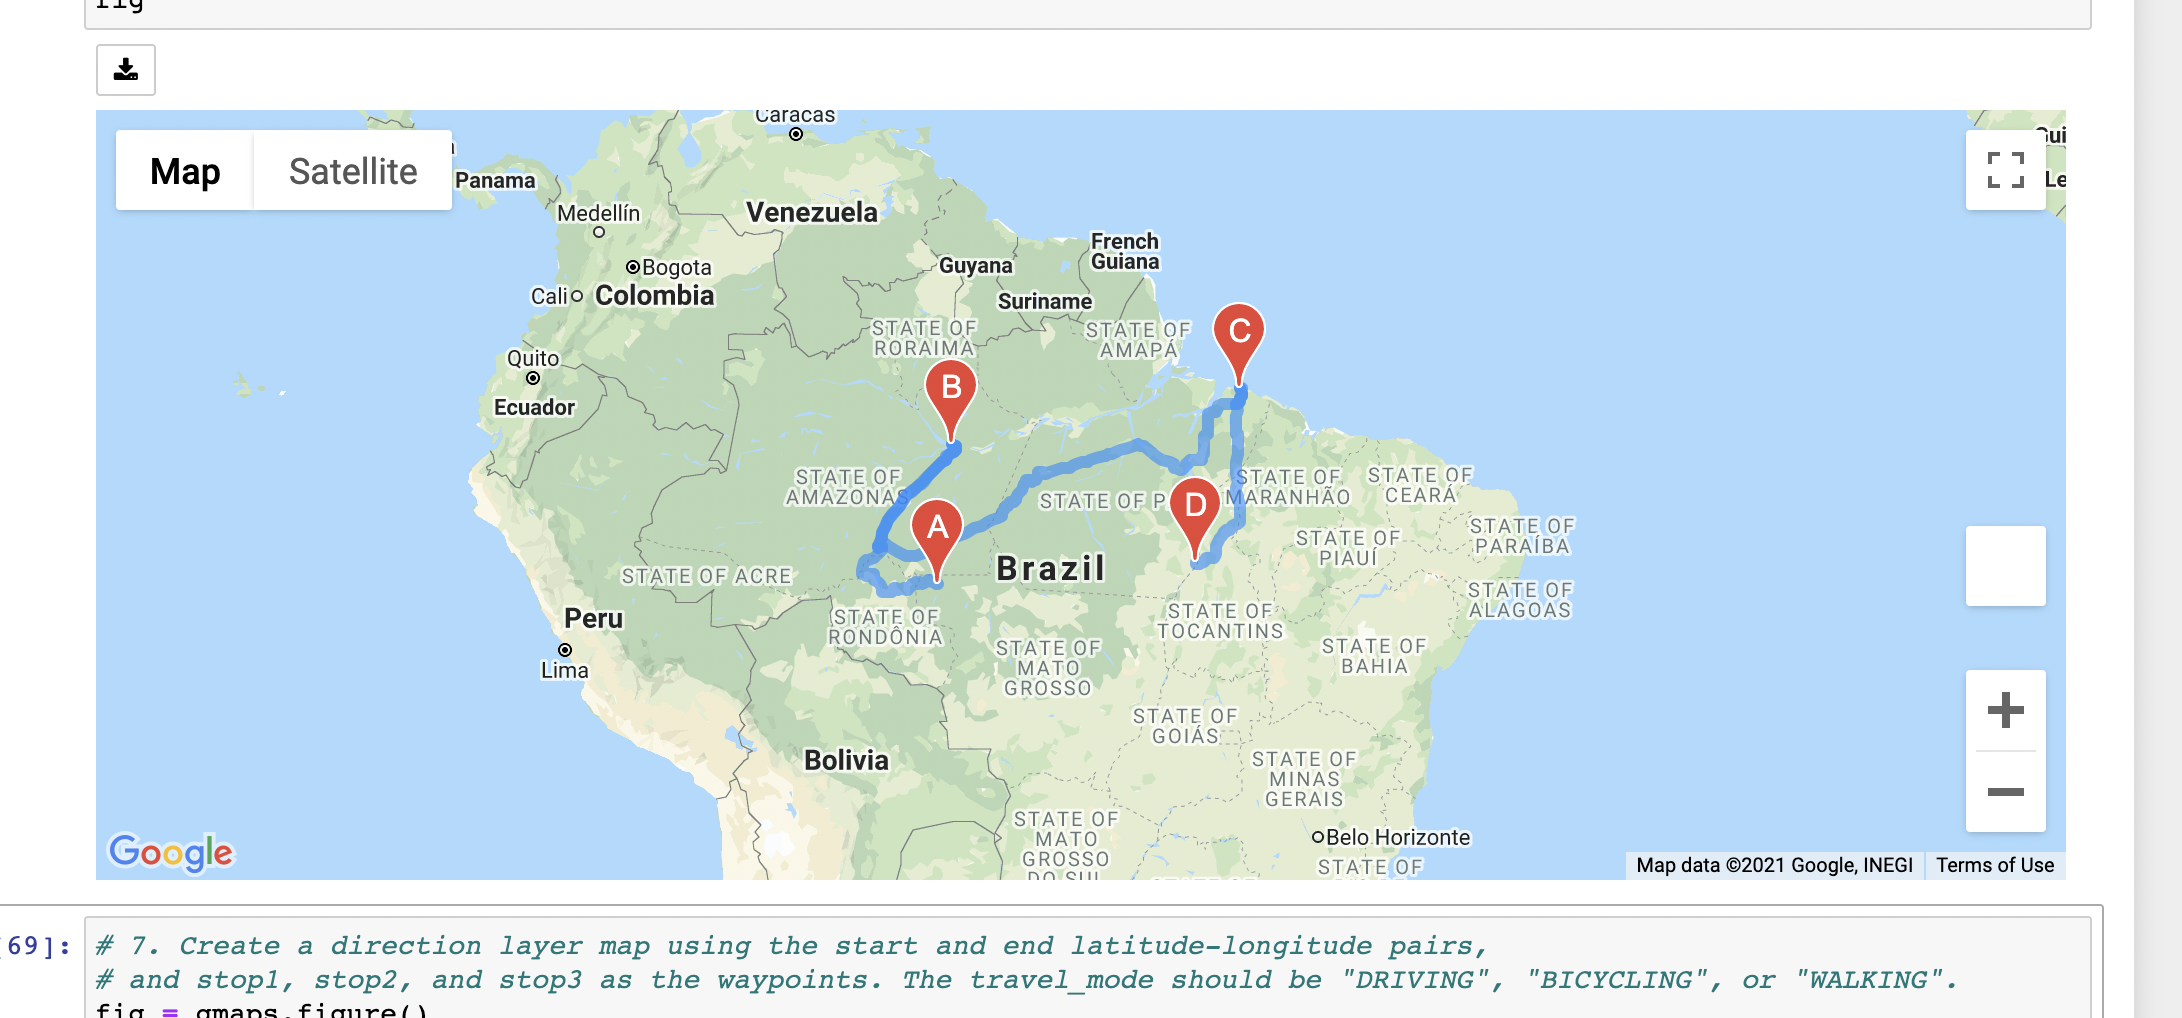 fig
Caracas
Map
Satellite
Panama
Medellín
Venezuela
French
Guiana
Guyana
Bogota
Cali
Colombia
Suriname
STATE OF
RORAIMA
STATE OF
AMAPÁ
C
Quito
B
Ecuador
STATE OF
AMAZONAS
STATE OF P
STATE OF
MARANHÃO
STATE OF
CEARÁ
D
A
STATE OF
PARAÍBA
STATE OF
PIAUÍ
Brazil
STATE OF ACRE
STATE OF
ALAGOAS
Peru
STATE OF
RONDÔNIA
STATE OF
TOCANTINS
Lima
STATE OF
MATO
GROSSO
STATE OF
BAHIA
STATE OF
GOIÁS
Bolivia
STATE OF
MINAS
GERAIS
STATE OF
MATO
GROSSO
DO SUL
Belo Horizonte
STATE OF
Google
Map data ©2021 Google, INEGI
Terms of Use
[69]:
# 7. Create a direction layer map using the start and end latitude-longitude pairs,
# and stop1, stop2, and stop3 as the waypoints. The travel_mode should be "DRIVING", "BICYCLING", or "WALKING".
fig = gmaps.figure()